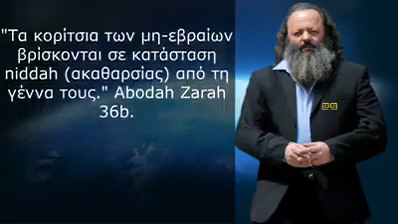 "Τα κορίτσια των μη-εβραίων
βρίσκονται σε κατάσταση
niddah (ακαθαρσίας) από τη
γέννα τους." Abodah Zarah
36b.